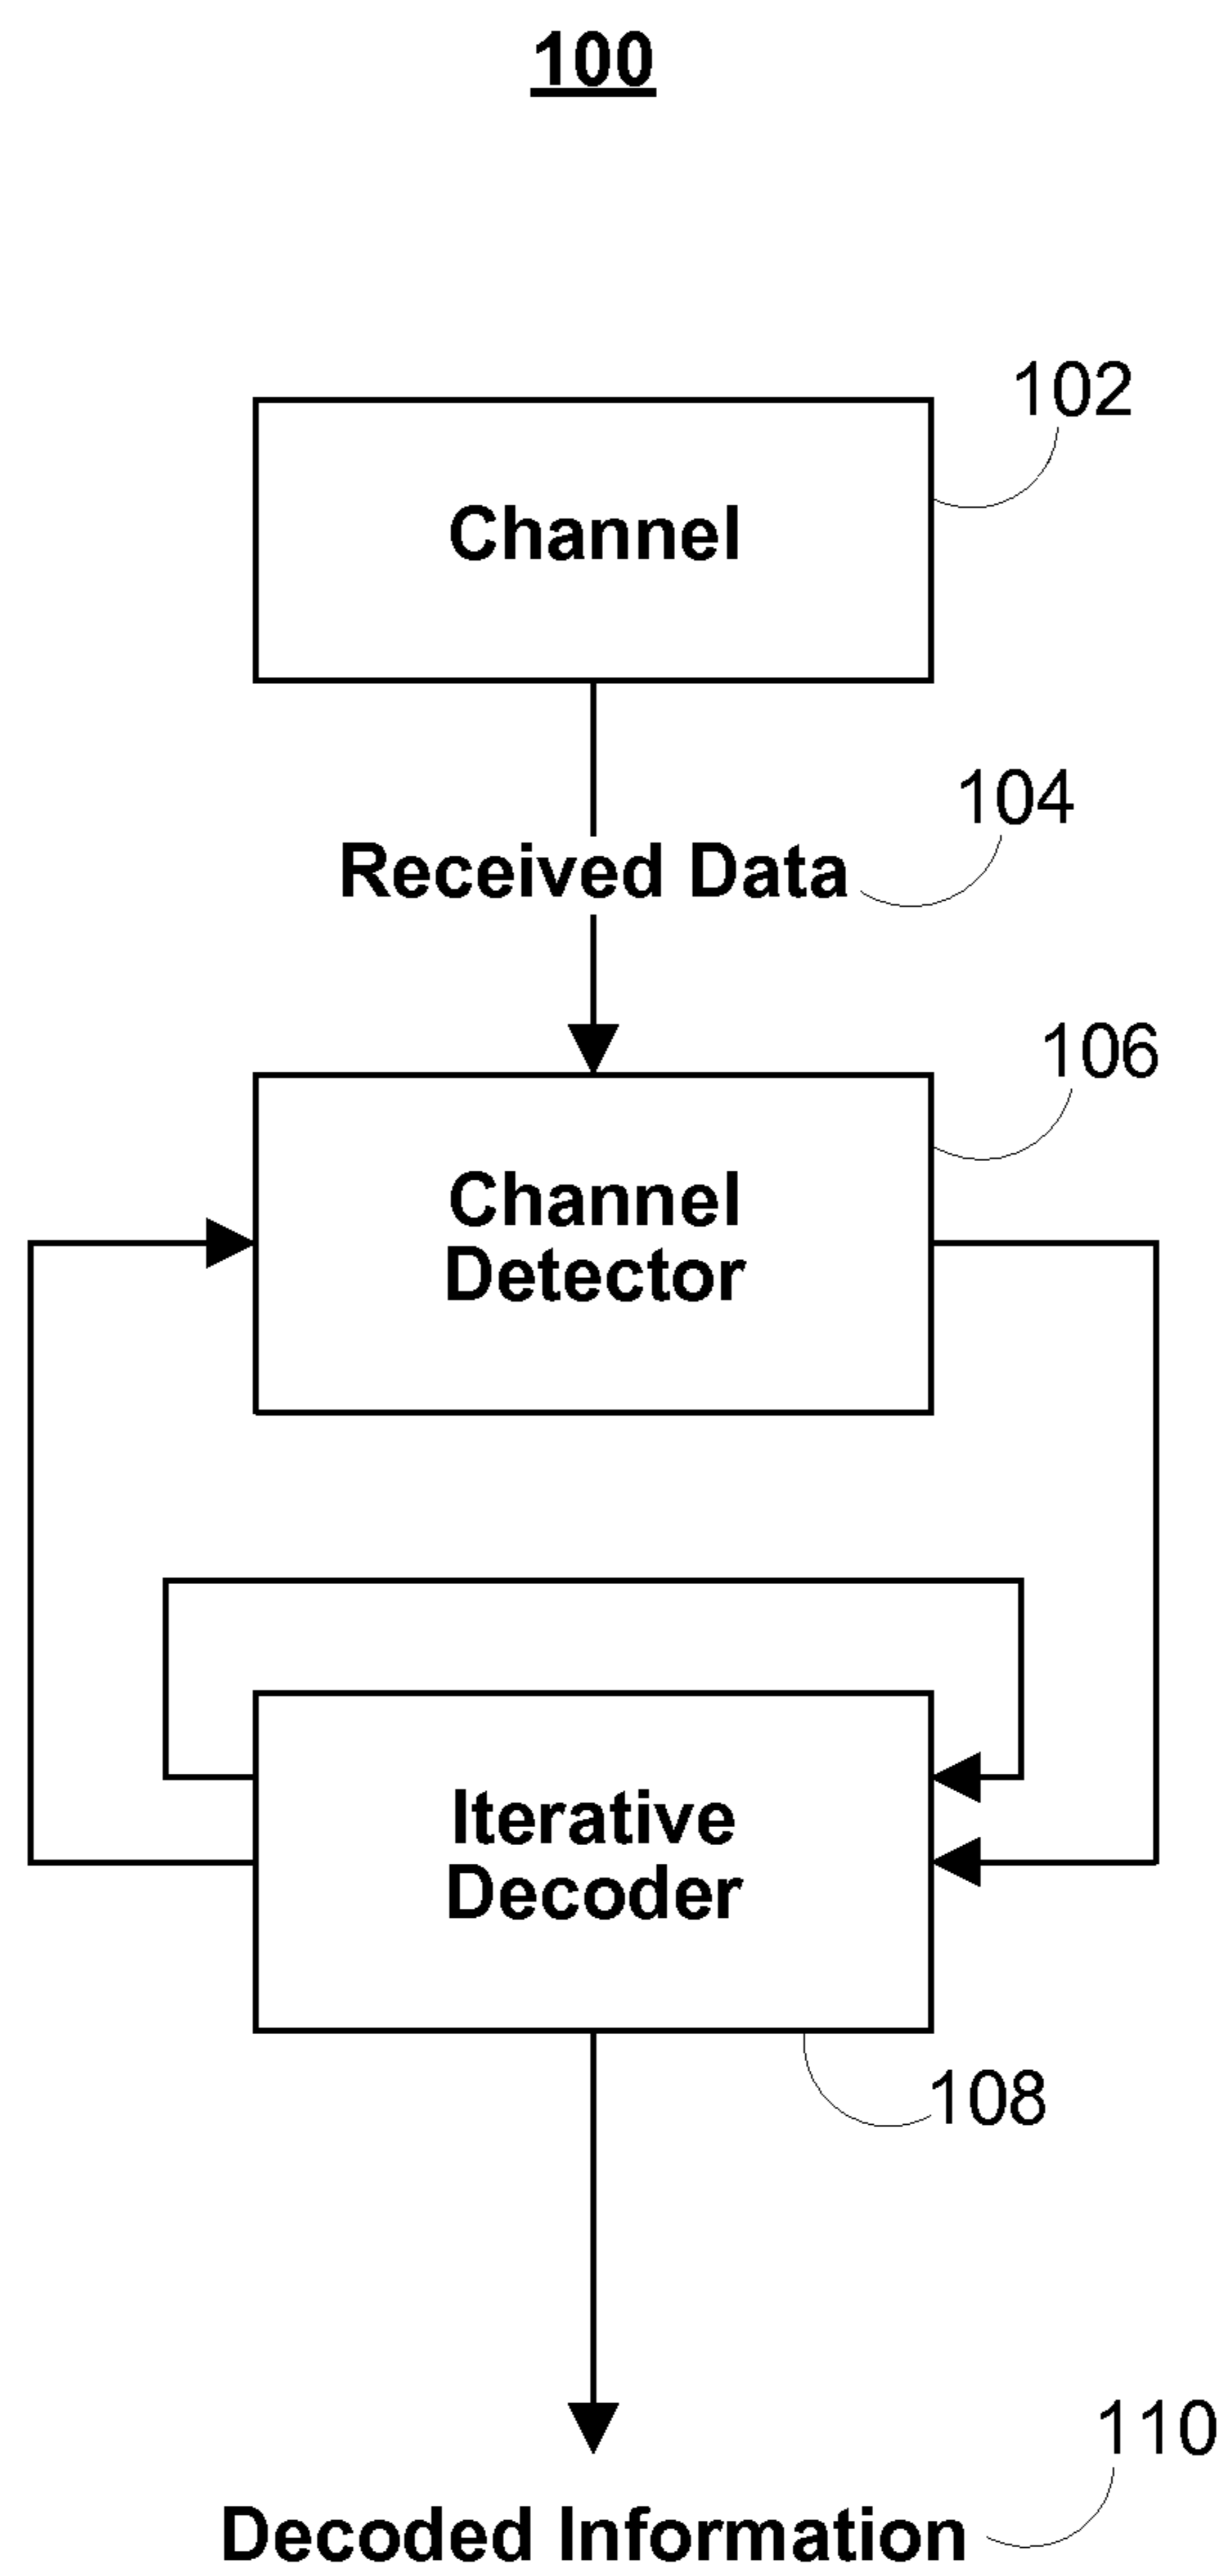 100
102
Channel
104
Received Data
106
Channel
Detector
Iterative
Decoder
108
110
Decoded Information